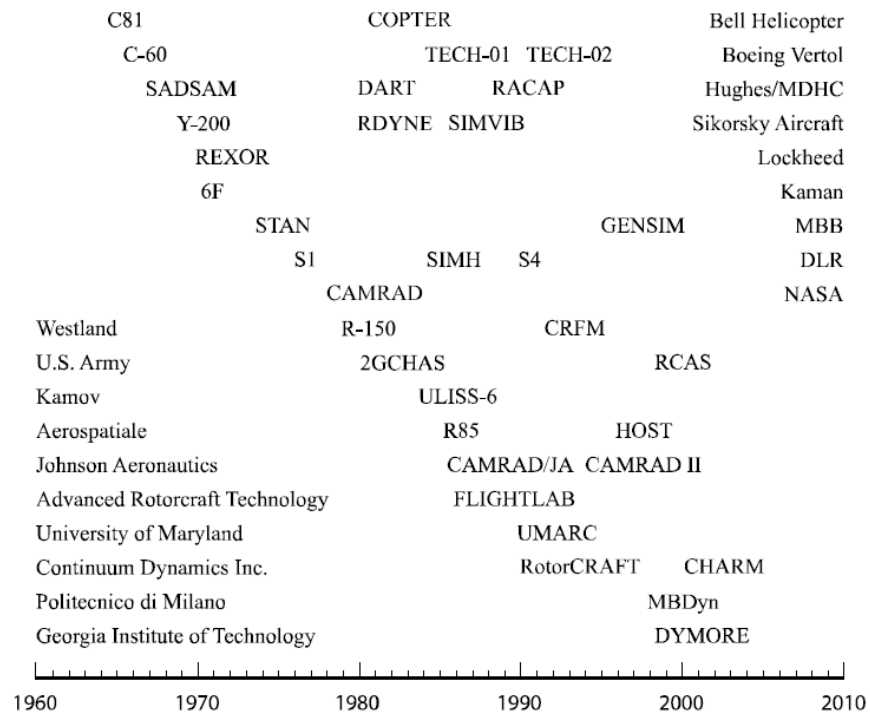 C81 COPTER Bell Helicopter
C-60 TECH-01 TECH-02 Boeing Vertol
SADSAM DART RACAP Hughes/MDHC
Y-200 RDYNE SIMVIB Sikorsky Aircraft
REXOR Lockheed
6F Kaman
STAN GENSIM MBB
S1 SIMH S4 DLR
CAMRAD NASA
Westland R-150 CRFM
U.S. Army 2GCHAS RCAS
Kamov ULISS-6
Aerospatiale R85 HOST
Johnson Aeronautics CAMRAD/JA CAMRAD II
Advanced Rotorcraft Technology FLIGHTLAB
University of Maryland UMARC
Continuum Dynamics Inc. RotorCRAFT CHARM
Politecnico di Milano MBDyn
Georgia Institute of Technology DYMORE
1960 1970 1980 1990 2000 2010